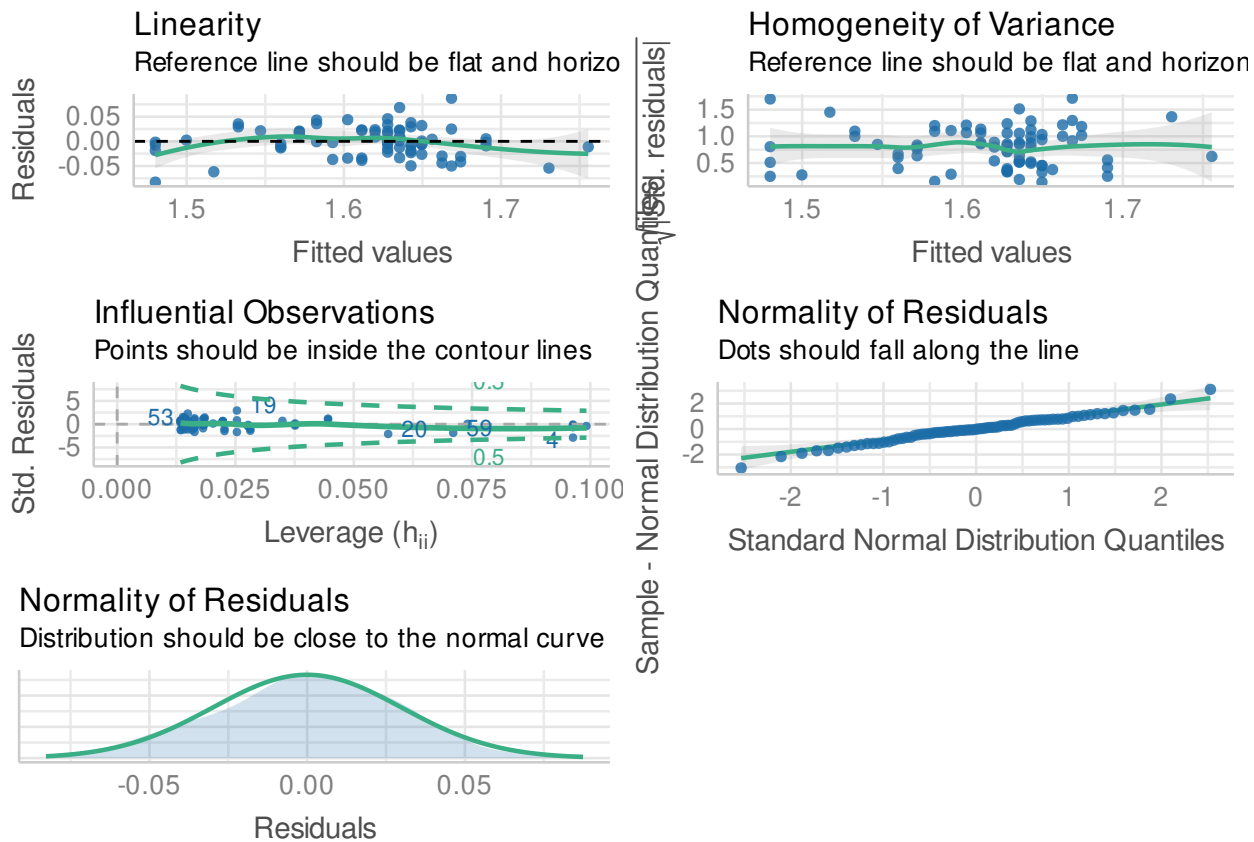 Linearity
Reference line should be flat and horizo
Residuals
0.05
0.00
-0.05
1.5 1.6 1.7
Fitted values
Homogeneity of Variance
Reference line should be flat and horizon
√|Std. residuals|
1.5
1.0
0.5
1.5 1.6 1.7
Fitted values
Influential Observations
Points should be inside the contour lines
Std. Residuals
5
0
-5
0.5
53
19
20
59
4
0.5
0.000 0.025 0.050 0.075 0.100
Leverage (hii)
Normality of Residuals
Dots should fall along the line
Sample - Normal Distribution Quantiles
2
0
-2
-2 -1 0 1 2
Standard Normal Distribution Quantiles
Normality of Residuals
Distribution should be close to the normal curve
-0.05 0.00 0.05
Residuals